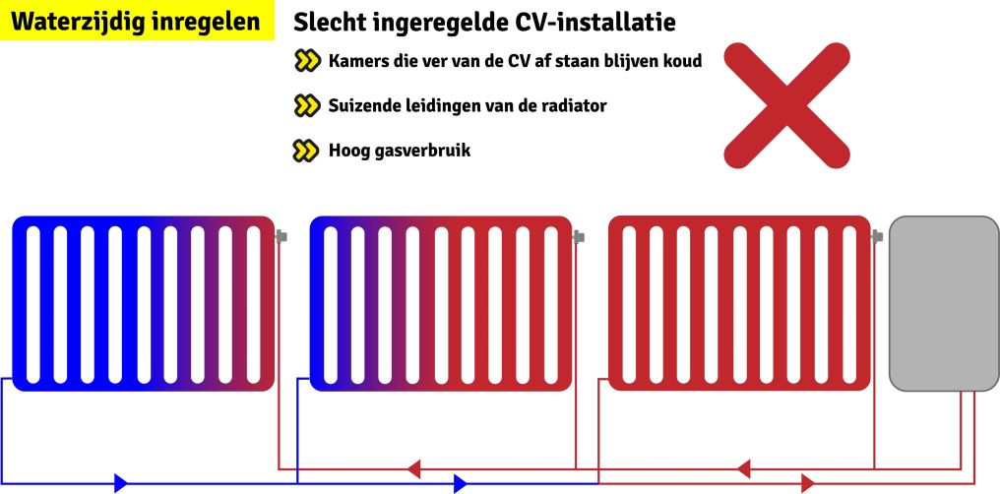 Waterzijdig inregelen
Slecht ingeregelde CV-installatie
Kamers die ver van de CV af staan blijven koud
Suizende leidingen van de radiator
Hoog gasverbruik